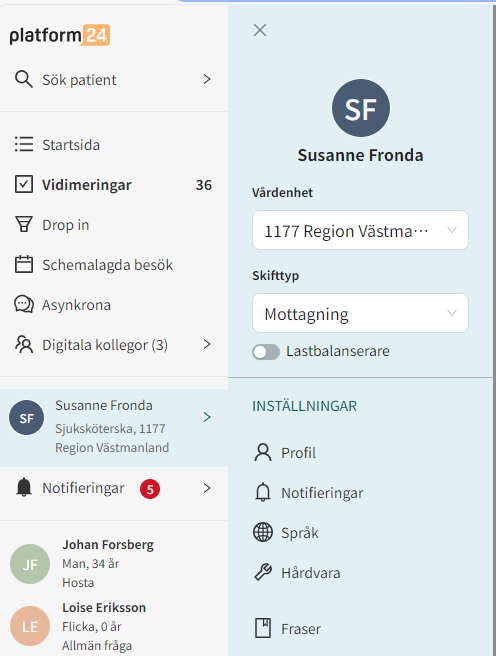 platform24
Sök patient
Startsida
Vidimeringar 36
Drop in
Schemalagda besök
Asynkrona
Digitala kollegor (3)
SF
Susanne Fronda
Sjuksköterska, 1177
Region Västmanland
Notifieringar 5
JF
Johan Forsberg
Man, 34 år
Hosta
LE
Loise Eriksson
Flicka, 0 år
Allmän fråga
SF
Susanne Fronda
Vårdenhet
1177 Region Västma···
Skifttyp
Mottagning
Lastbalanserare
INSTÄLLNINGAR
Profil
Notifieringar
Språk
Hårdvara
Fraser